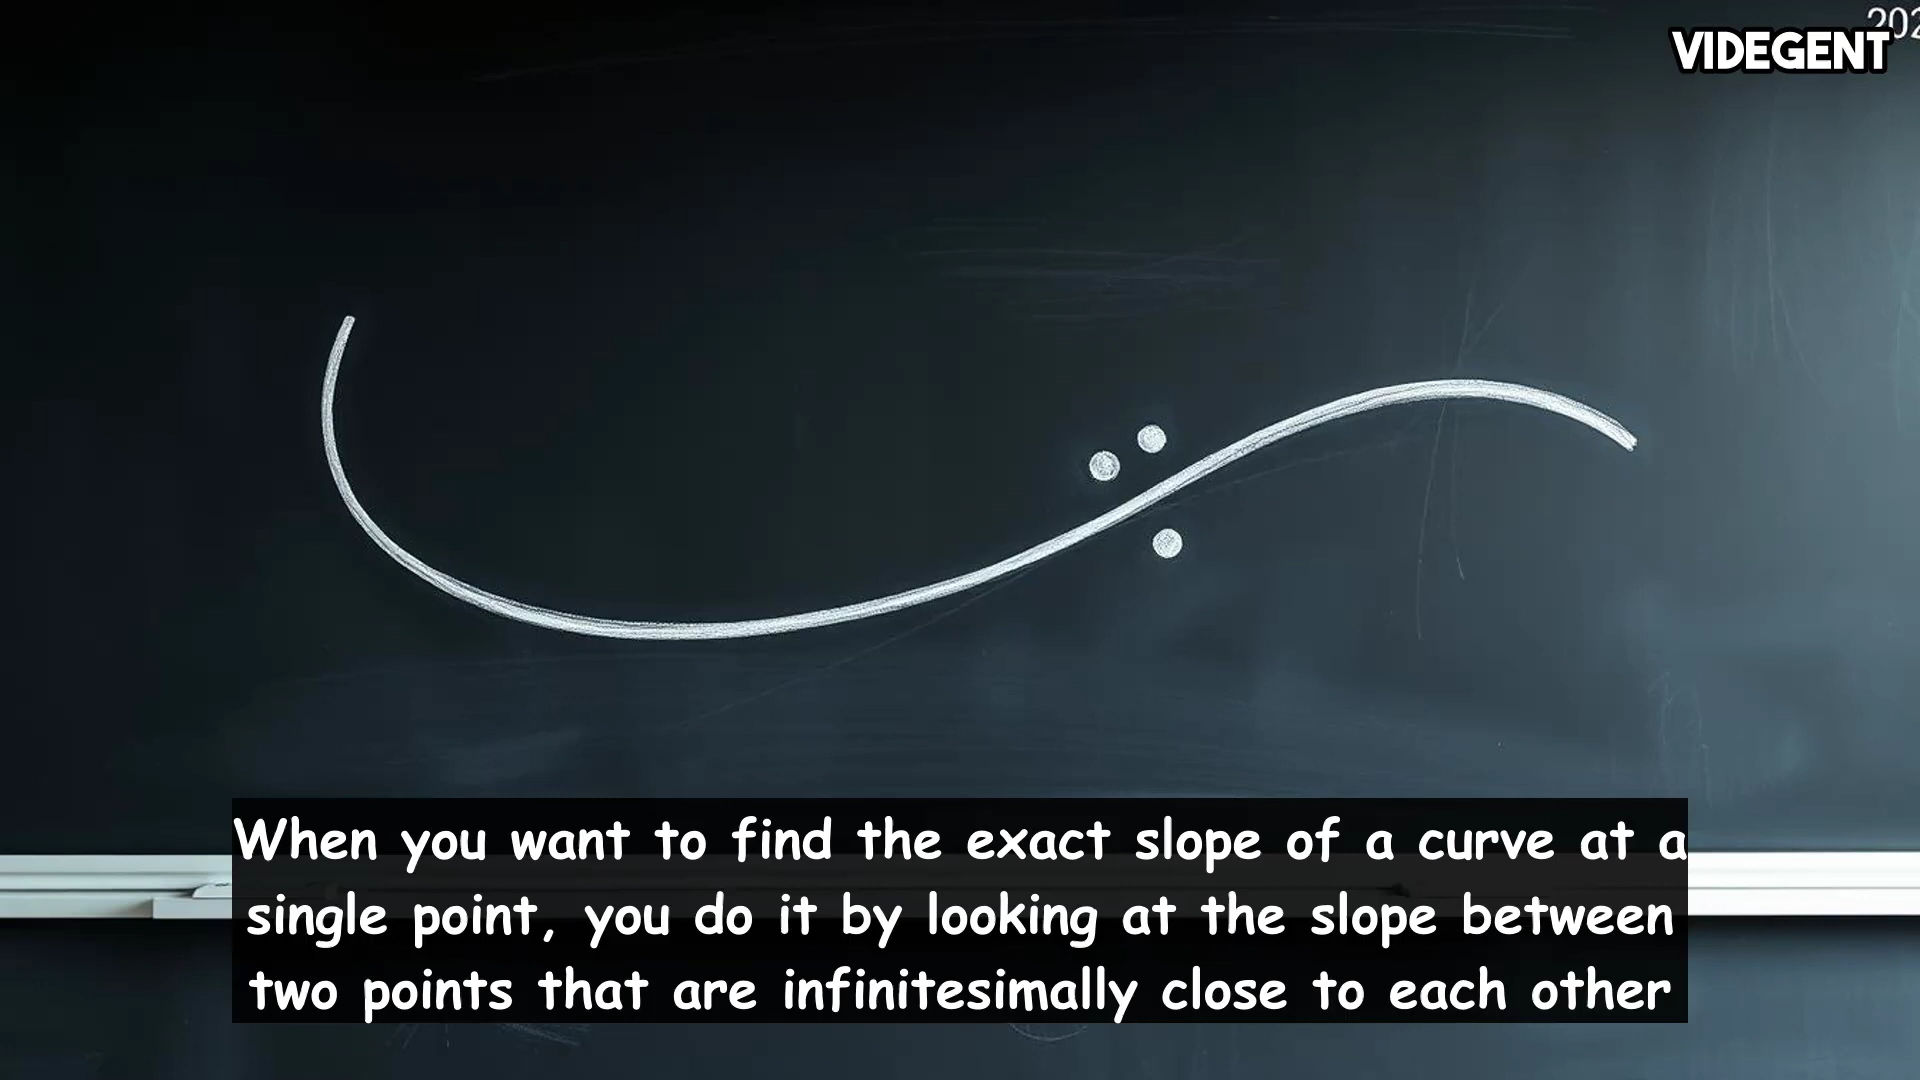 202
VIDEGENT
When you want to find the exact slope of a curve at a
single point, you do it by looking at the slope between
two points that are infinitesimally close to each other